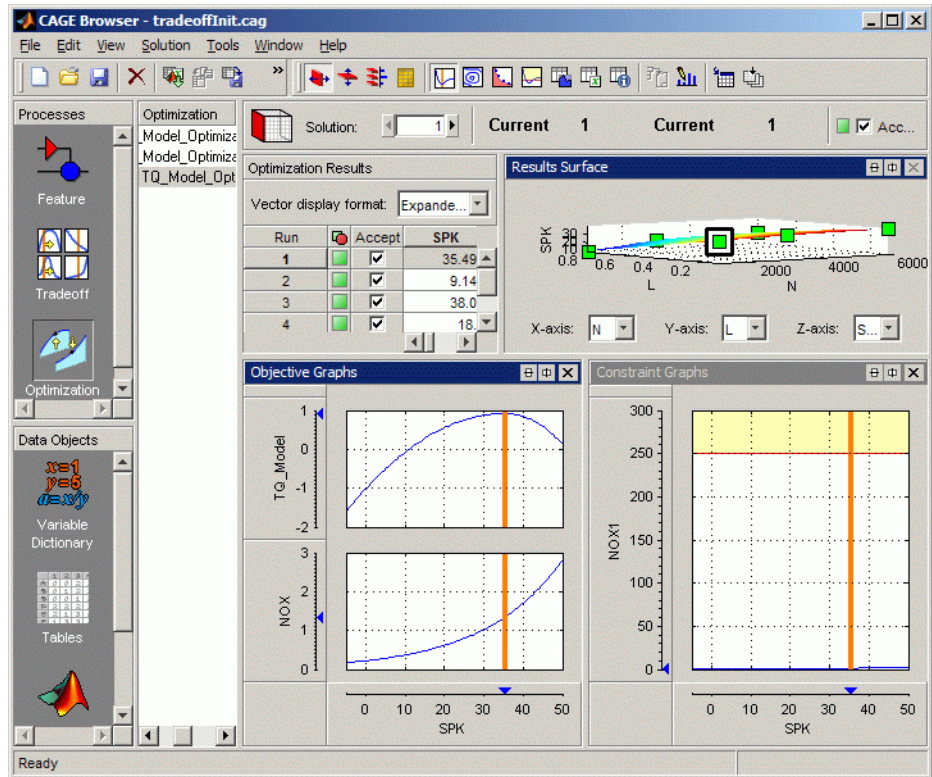 CAGE Browser - tradeoffInit.cag
File Edit View Solution Tools Window Help
»
Processes
Feature
Tradeoff
Optimization
Data Objects
x=1
y=5
a=x/y
Variable
Dictionary
Tables
Optimization
_Model_Optimiza
_Model_Optimiza
TQ_Model_Opt
Solution: 1 Current 1 Current 1 Acc...
Optimization Results
Vector display format: Expande...
Run Accept SPK
1 35.49
2 9.14
3 38.0
4 18.
Results Surface
SPK
0.8 0.6 0.4 0.2 2000 4000 6000
L N
X-axis: N Y-axis: L Z-axis: S...
Objective Graphs
TQ_Model
1
0
-1
-2
NOX
3
2
1
0
0 10 20 30 40 50
SPK
Constraint Graphs
NOX1
300
250
200
150
100
50
0
0 10 20 30 40 50
SPK
Ready